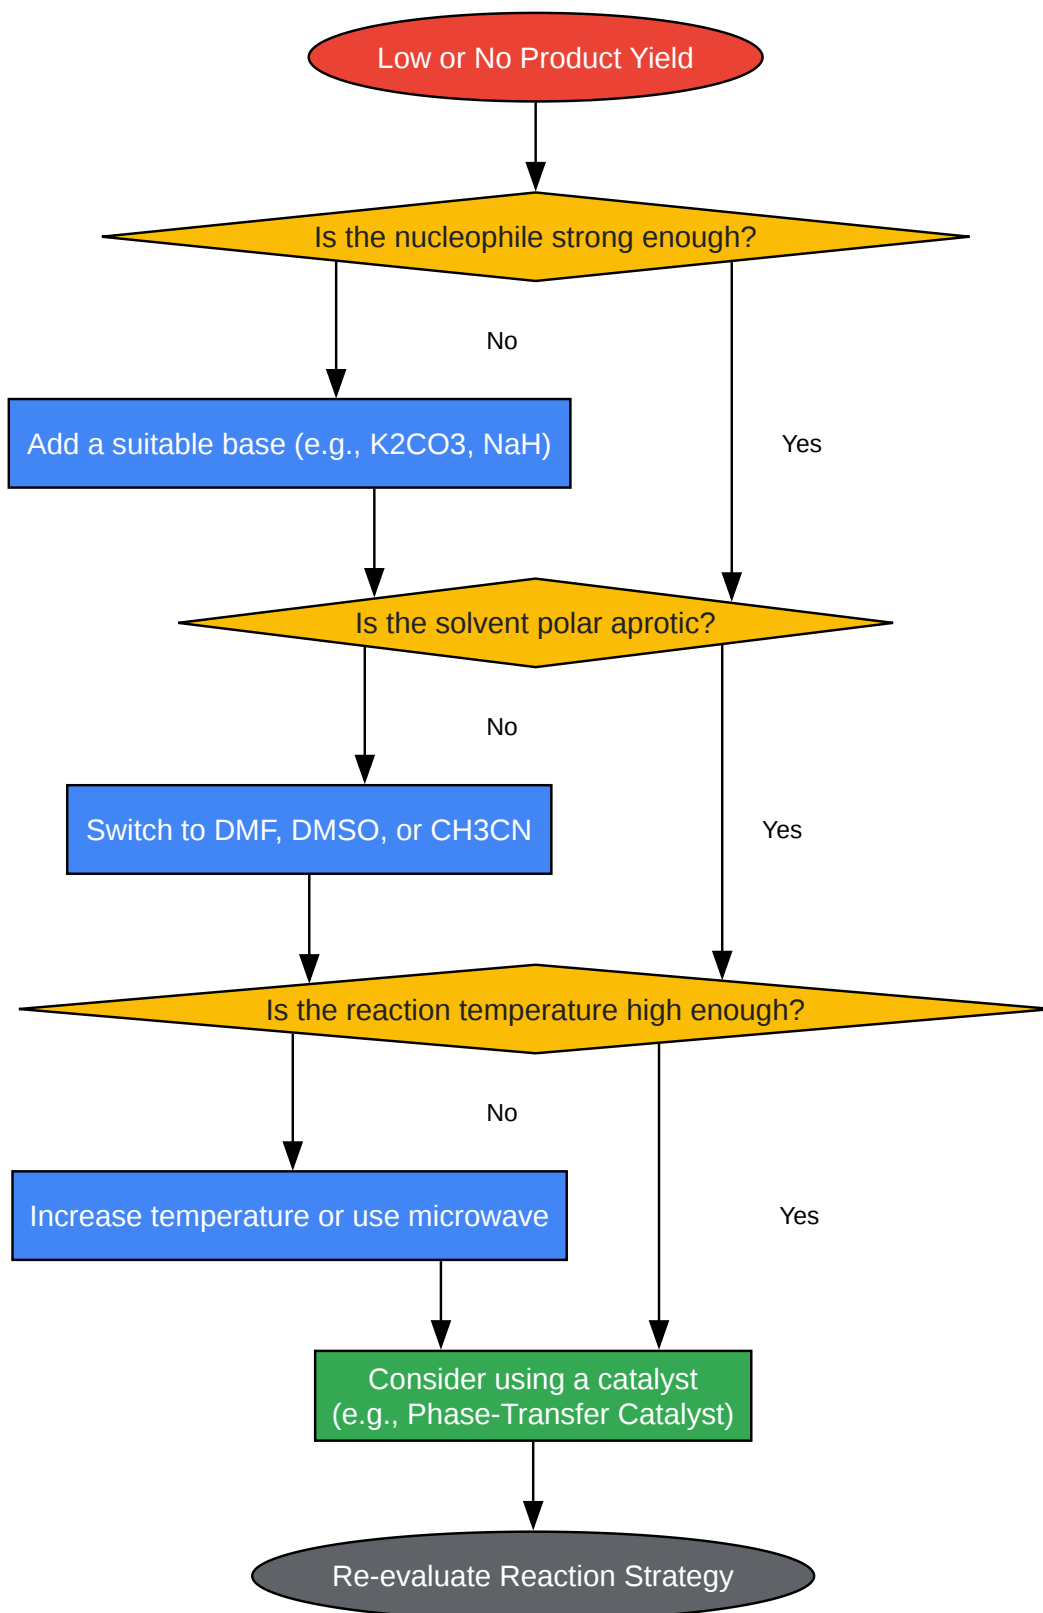 Low or No Product Yield
Is the nucleophile strong enough?
No
Add a suitable base (e.g., K2CO3, NaH)
Yes
Is the solvent polar aprotic?
No
Switch to DMF, DMSO, or CH3CN
Yes
Is the reaction temperature high enough?
No
Increase temperature or use microwave
Yes
Consider using a catalyst
(e.g., Phase-Transfer Catalyst)
Re-evaluate Reaction Strategy